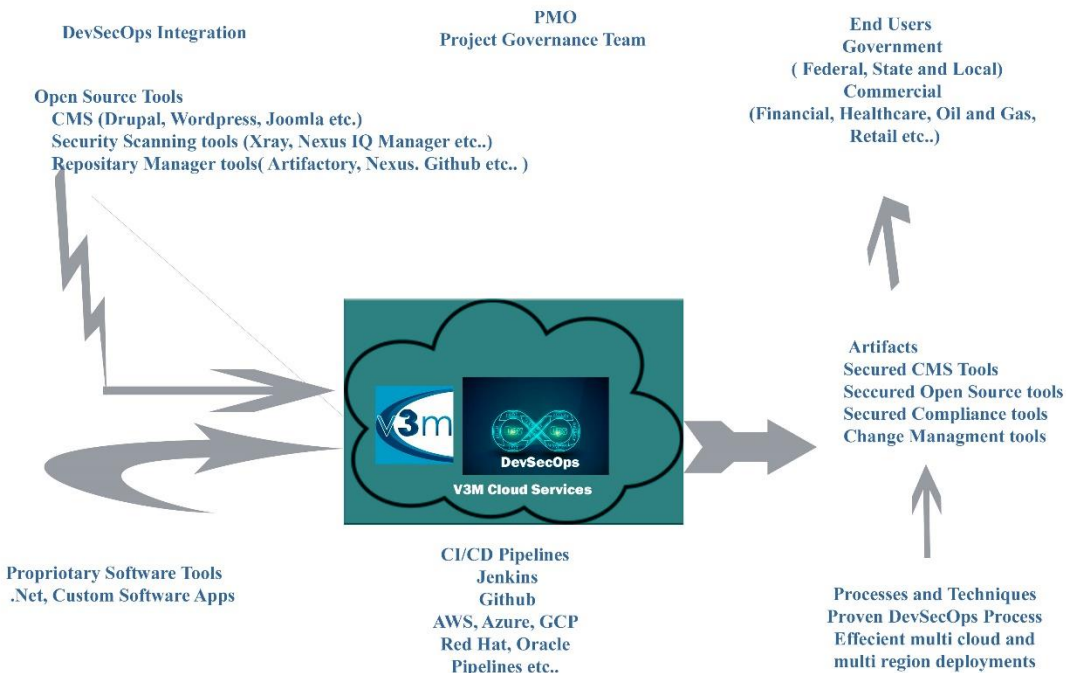 DevSecOps Integration
PMO
Project Governance Team
End Users
Government
( Federal, State and Local)
Commercial
(Financial, Healthcare, Oil and Gas,
Retail etc..)
Open Source Tools
CMS (Drupal, Wordpress, Joomla etc.)
Security Scanning tools (Xray, Nexus IQ Manager etc..)
Repositary Manager tools( Artifactory, Nexus. Github etc.. )
v3m
DevSecOps
V3M Cloud Services
Artifacts
Secured CMS Tools
Seccured Open Source tools
Secured Compliance tools
Change Managment tools
Propriotary Software Tools
.Net, Custom Software Apps
CI/CD Pipelines
Jenkins
Github
AWS, Azure, GCP
Red Hat, Oracle
Pipelines etc..
Processes and Techniques
Proven DevSecOps Process
Effecient multi cloud and
multi region deployments